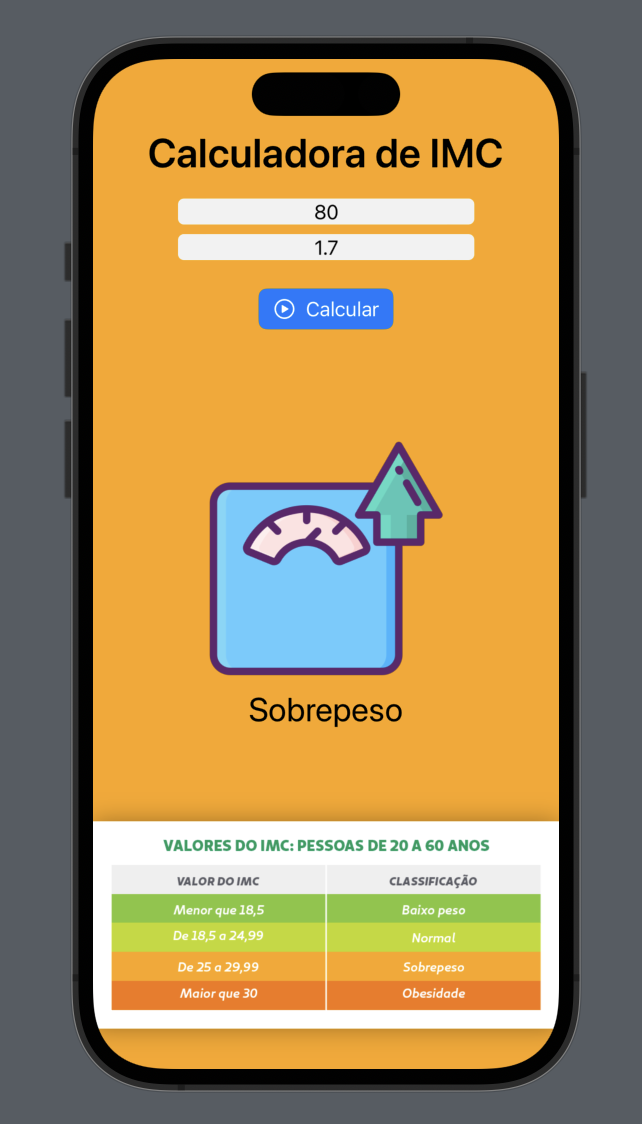 Calculadora de IMC
80
1.7
Calcular
Sobrepeso
VALORES DO IMC: PESSOAS DE 20 A 60 ANOS
VALOR DO IMC CLASSIFICAÇÃO
Menor que 18,5 Baixo peso
De 18,5 a 24,99 Normal
De 25 a 29,99 Sobrepeso
Maior que 30 Obesidade